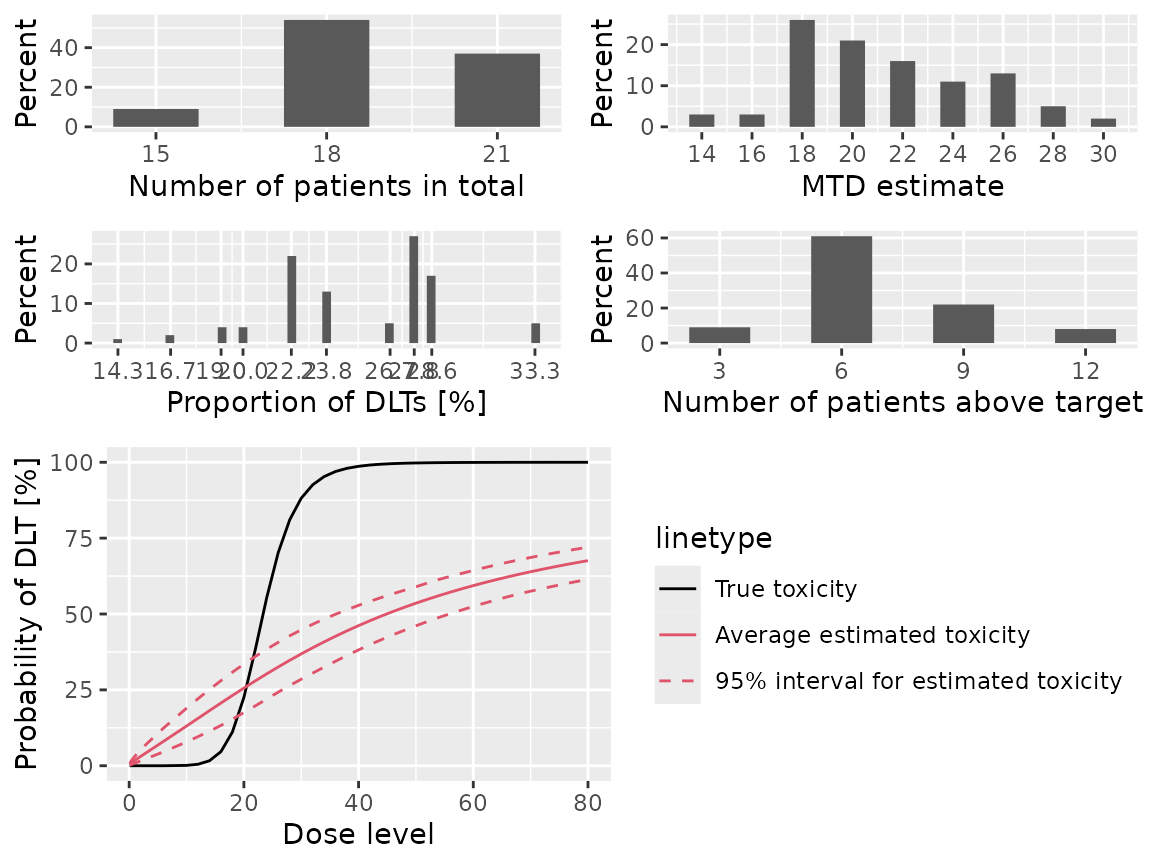 Percent
40
20
0
15 18 21
Number of patients in total
Percent
20
10
0
14 16 18 20 22 24 26 28 30
MTD estimate
Percent
20
10
0
14.3 16.7 20.0 22.2 23.8 28.6 33.3
Proportion of DLTs [%]
Percent
60
40
20
0
3 6 9 12
Number of patients above target
Probability of DLT [%]
100
75
50
25
0
0 20 40 60 80
Dose level
linetype
True toxicity
Average estimated toxicity
95% interval for estimated toxicity